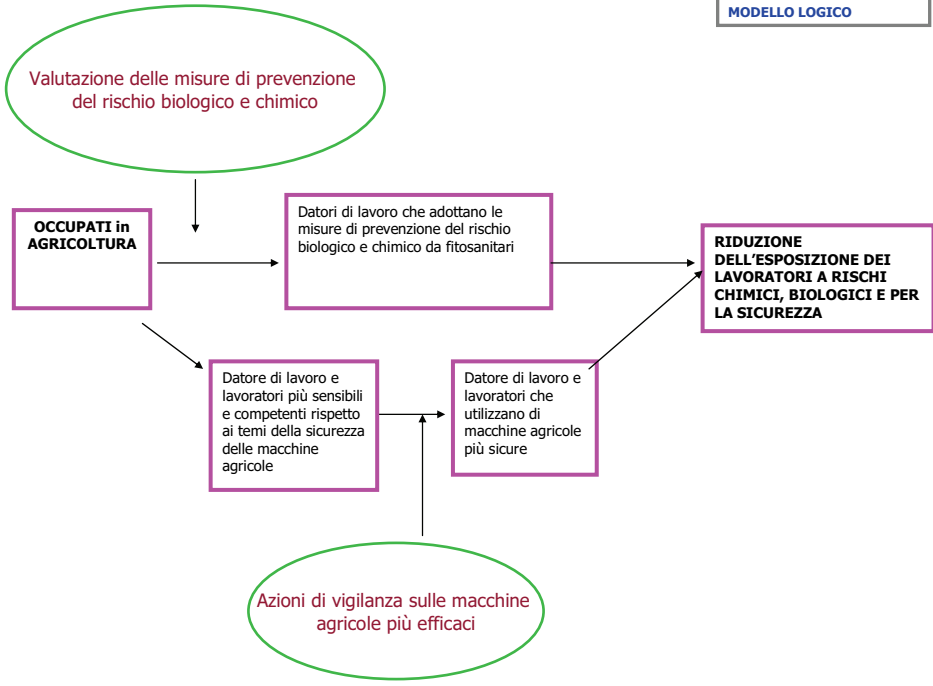 MODELLO LOGICO
Valutazione delle misure di prevenzione
del rischio biologico e chimico
OCCUPATI in
AGRICOLTURA
Datori di lavoro che adottano le
misure di prevenzione del rischio
biologico e chimico da fitosanitari
RIDUZIONE
DELL'ESPOSIZIONE DEI
LAVORATORI A RISCHI
CHIMICI, BIOLOGICI E PER
LA SICUREZZA
Datore di lavoro e
lavoratori più sensibili
e competenti rispetto
ai temi della sicurezza
delle macchine
agricole
Datore di lavoro e
lavoratori che
utilizzano di
macchine agricole
più sicure
Azioni di vigilanza sulle macchine
agricole più efficaci